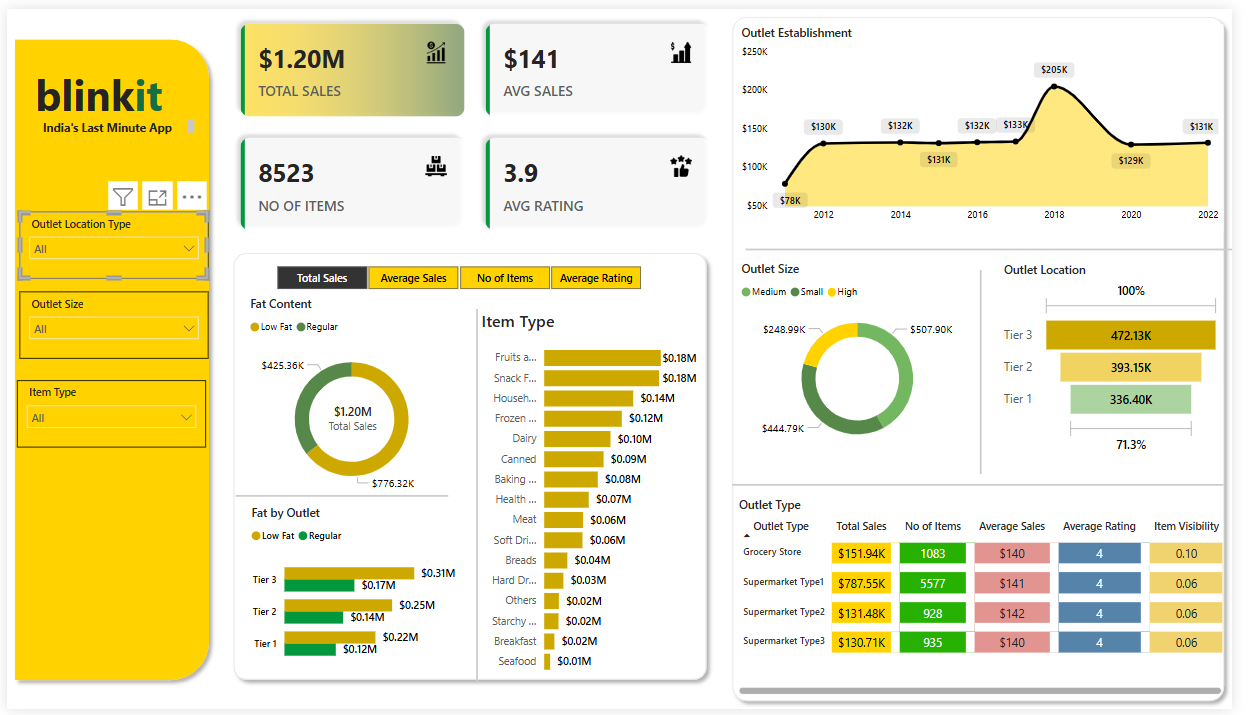 blinkit
India's Last Minute App
Outlet Location Type
All
Outlet Size
All
Item Type
All
$1.20M
TOTAL SALES
$141
AVG SALES
8523
NO OF ITEMS
3.9
AVG RATING
Total Sales Average Sales No of Items Average Rating
Fat Content
Low Fat Regular
$425.36K
$1.20M
Total Sales
$776.32K
Fat by Outlet
Low Fat Regular
Tier 3 $0.31M
$0.17M
Tier 2 $0.25M
$0.14M
Tier 1 $0.22M
$0.12M
Item Type
Fruits a... $0.18M
Snack F... $0.18M
Househ... $0.14M
Frozen ... $0.12M
Dairy $0.10M
Canned $0.09M
Baking ... $0.08M
Health ... $0.07M
Meat $0.06M
Soft Dri... $0.06M
Breads $0.04M
Hard Dr... $0.03M
Others $0.02M
Starchy ... $0.02M
Breakfast $0.02M
Seafood $0.01M
Outlet Establishment
$250K
$200K
$150K
$100K
$50K
$78K $130K $132K $131K $132K $133K $205K $129K $131K
2012 2014 2016 2018 2020 2022
Outlet Size
Medium Small High
$248.99K $507.90K
$444.79K
Outlet Location
100%
Tier 3 472.13K
Tier 2 393.15K
Tier 1 336.40K
71.3%
Outlet Type
Outlet Type Total Sales No of Items Average Sales Average Rating Item Visibility
Grocery Store $151.94K 1083 $140 4 0.10
Supermarket Type1 $787.55K 5577 $141 4 0.06
Supermarket Type2 $131.48K 928 $142 4 0.06
Supermarket Type3 $130.71K 935 $140 4 0.06